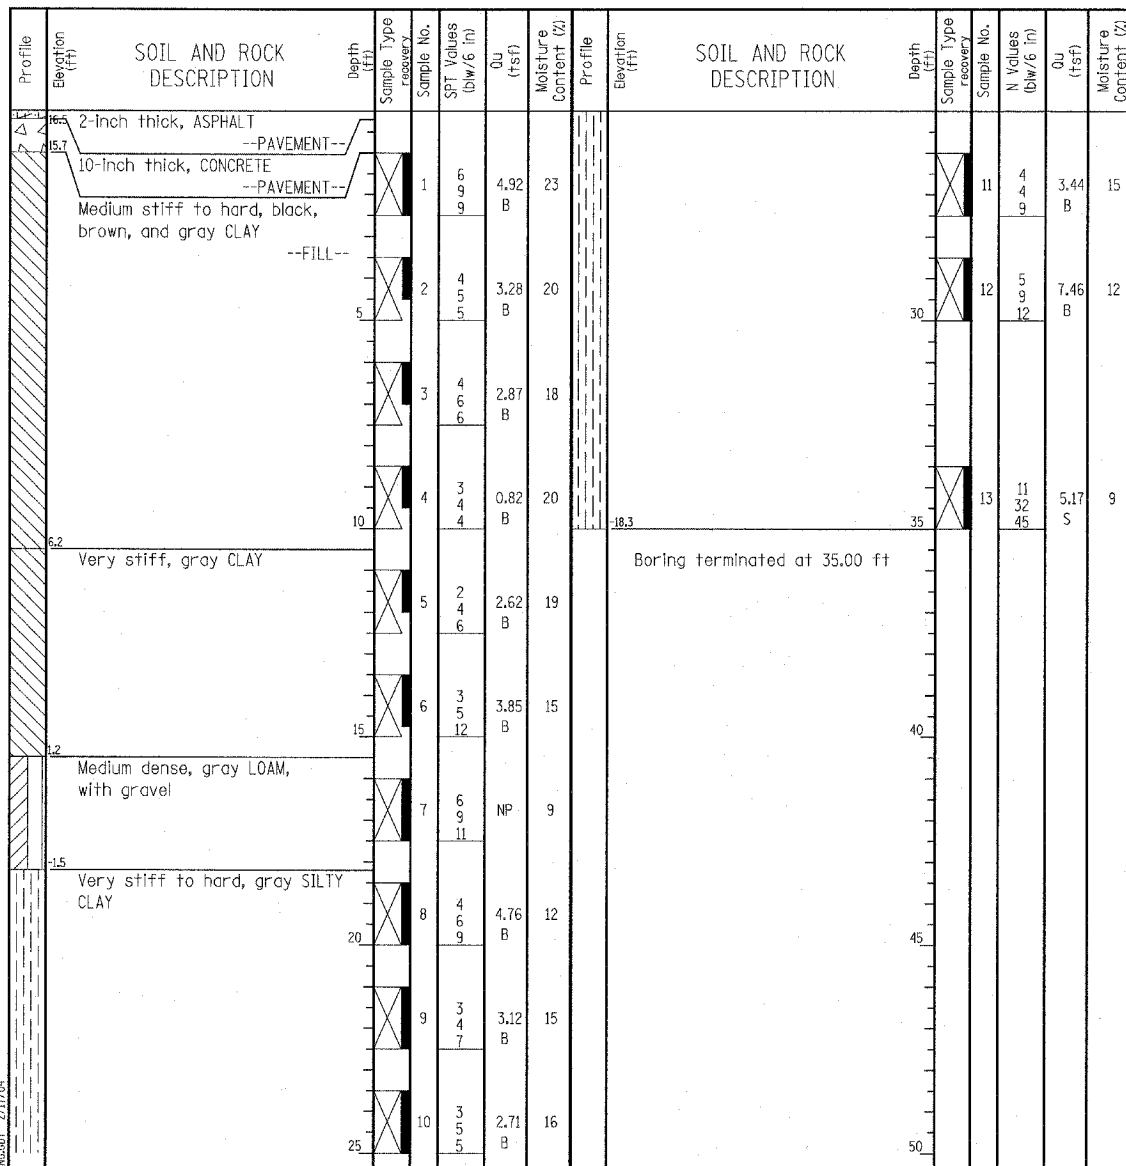 Profile
Elevation (ft)
SOIL AND ROCK
DESCRIPTION
Depth (ft)
Sample Type
recovery
Sample No.
SPT Values (blw/6 in)
Qu (tsf)
Moisture Content (%)
Profile
Elevation (ft)
SOIL AND ROCK
DESCRIPTION
Depth (ft)
Sample Type
recovery
Sample No.
N Values (blw/6 in)
Qu (tsf)
Moisture Content (%)
16.5 2-inch thick, ASPHALT
--PAVEMENT--
15.7
10-inch thick, CONCRETE
--PAVEMENT--
Medium stiff to hard, black,
brown, and gray CLAY
--FILL--
1 6 9 9 4.92 B 23
2 4 5 5 3.28 B 20
5
3 4 6 6 2.87 B 18
4 3 4 4 0.82 B 20
10
6.2
Very stiff, gray CLAY
5 2 4 6 2.62 B 19
6 3 5 12 3.85 B 15
15
1.2
Medium dense, gray LOAM,
with gravel
7 6 9 11 NP 9
-1.5
Very stiff to hard, gray SILTY
CLAY
8 4 6 9 4.76 B 12
20
9 3 4 7 3.12 B 15
10 3 5 5 2.71 B 16
25
11 4 4 9 3.44 B 15
12 5 9 12 7.46 B 12
30
13 11 32 45 5.17 S 9
-18.3 35
Boring terminated at 35.00 ft
40
45
50